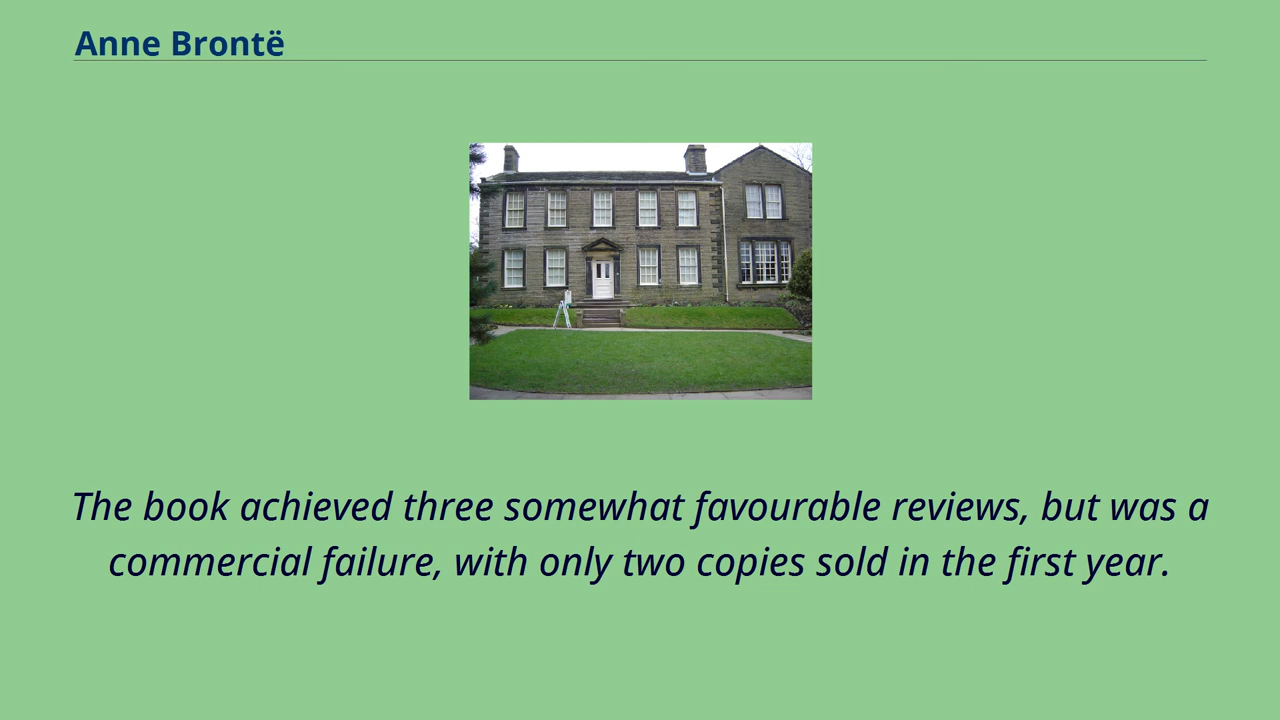 Anne Brontë
The book achieved three somewhat favourable reviews, but was a
commercial failure, with only two copies sold in the first year.